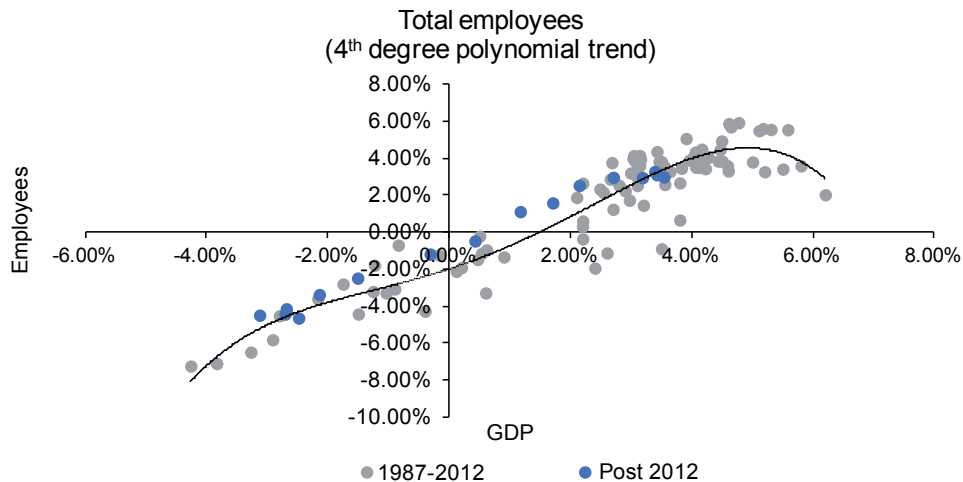 Total employees
(4th degree polynomial trend)
8.00%
6.00%
4.00%
2.00%
0.00%
-6.00% -4.00% -2.00% 0.00% 2.00% 4.00% 6.00% 8.00%
-2.00%
-4.00%
-6.00%
-8.00%
-10.00%
Employees
GDP
1987-2012 Post 2012